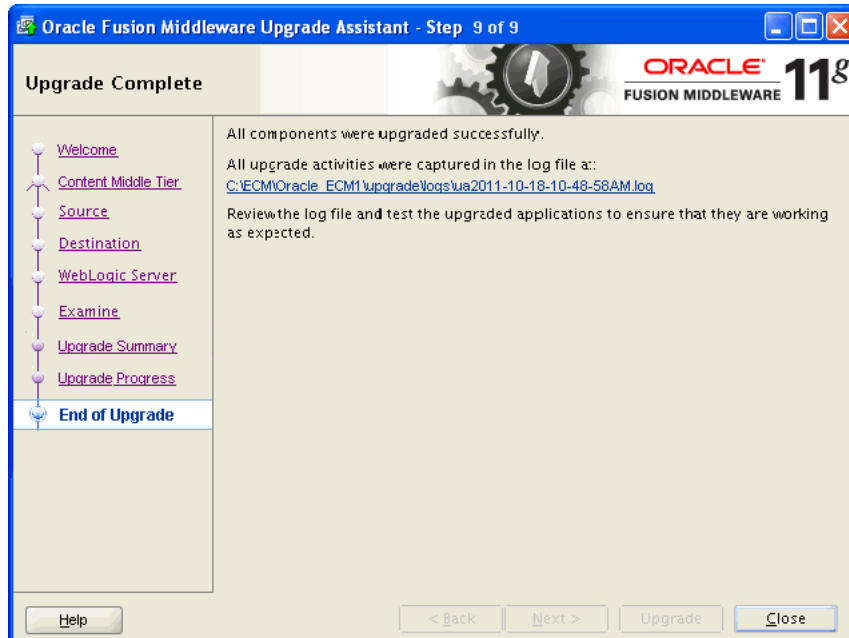 Oracle Fusion Middleware Upgrade Assistant - Step 9 of 9
Upgrade Complete
ORACLE
FUSION MIDDLEWARE
11g
Welcome
Content Middle Tier
Source
Destination
WebLogic Server
Examine
Upgrade Summary
Upgrade Progress
End of Upgrade
All components were upgraded successfully.
All upgrade activities were captured in the log file at:
C:\ECM\Oracle_ECM1\upgrade\logs\ua2011-10-18-10-48-58AM.log
Review the log file and test the upgraded applications to ensure that they are working
as expected.
Help
< Back
Next >
Upgrade
Close